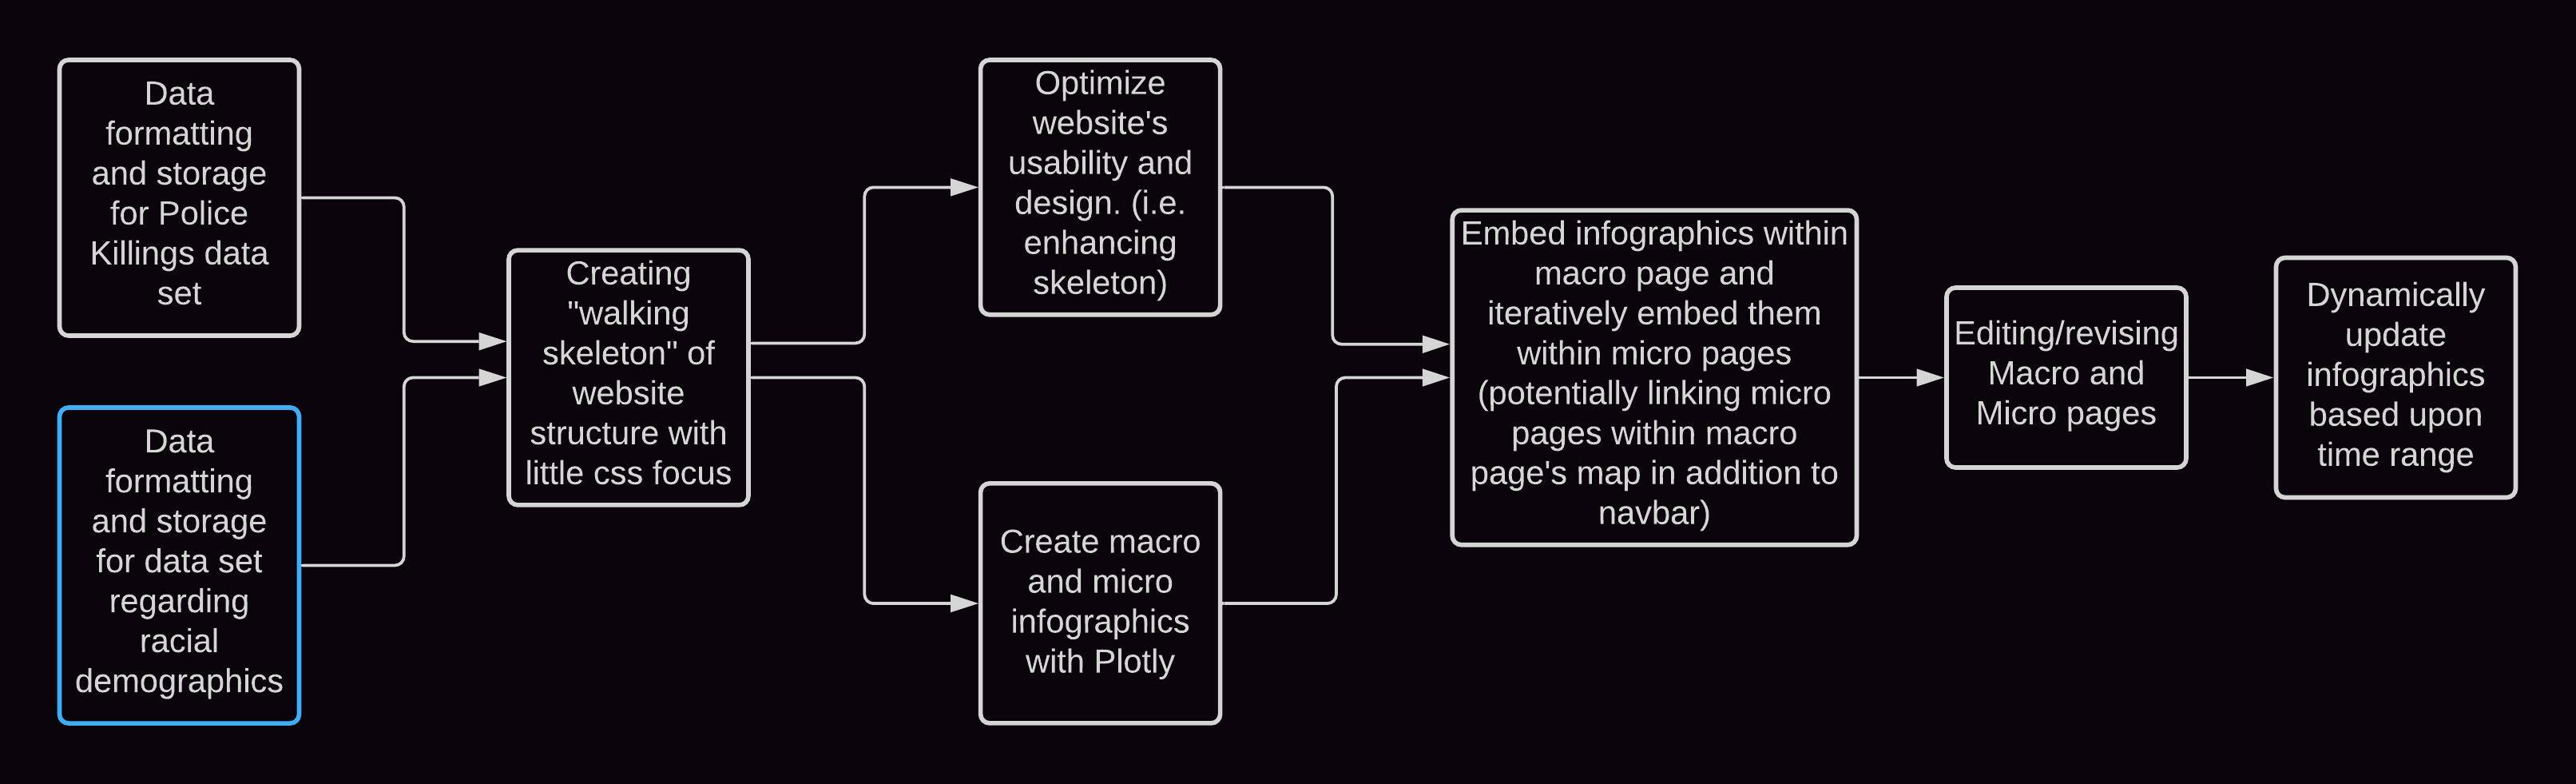 Data
formatting
and storage
for Police
Killings data
set
Data
formatting
and storage
for data set
regarding
racial
demographics
Creating
"walking
skeleton" of
website
structure with
little css focus
Optimize
website's
usability and
design. (i.e.
enhancing
skeleton)
Create macro
and micro
infographics
with Plotly
Embed infographics within
macro page and
iteratively embed them
within micro pages
(potentially linking micro
pages within macro
page's map in addition to
navbar)
Editing/revising
Macro and
Micro pages
Dynamically
update
infographics
based upon
time range